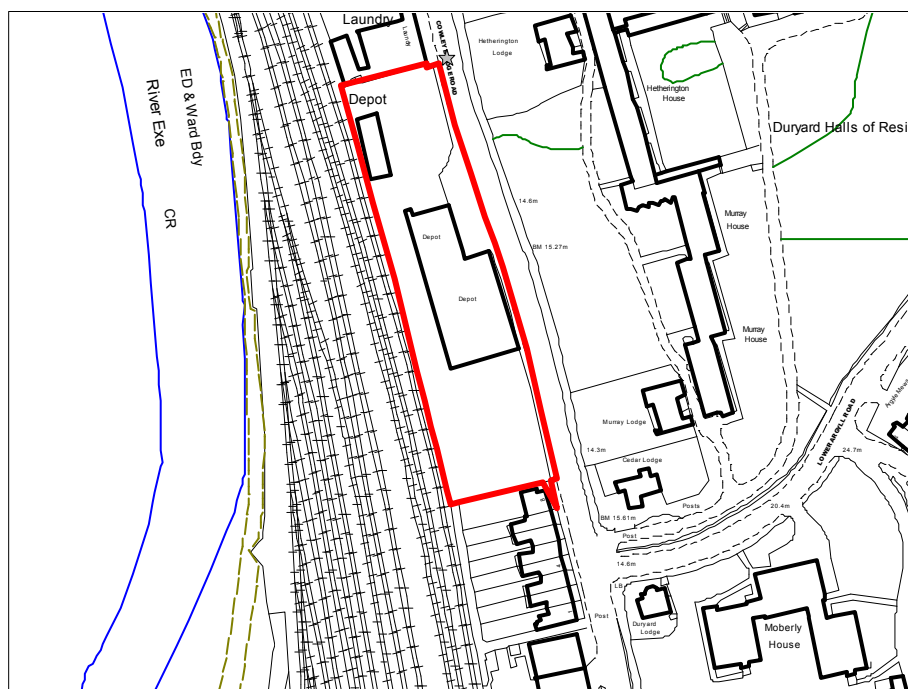 Laundry
Laundry
Hetherington
Lodge
Depot
Hetherington
House
Duryard Halls of Resi
ED & Ward Bdy
River Exe
CR
14.6m
Murray
House
Depot
BM 15.27m
Depot
Murray
House
Murray Lodge
14.3m
Cedar Lodge
LOWER ARGYLL ROAD
24.7m
Posts
20.4m
BM 15.61m
Post
14.6m
LB
Post
Duryard
Lodge
Moberly
House